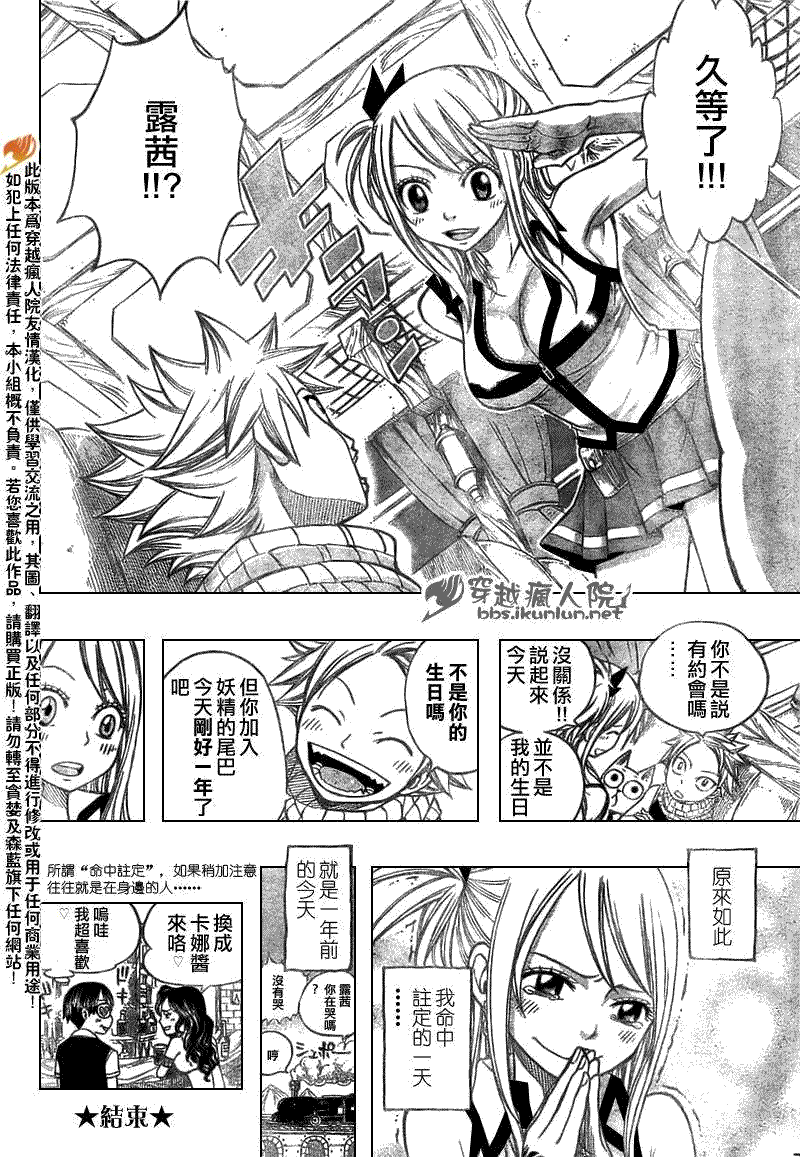 久等了!!!
露茜
!!?
キキキッ
穿越瘋人院
bbs.ikunlun.net
你不是說
有約會嗎
……
沒關係!!
說起來
今天
並不是
我的生日
不是你的
生日嗎
但你加入
妖精的尾巴
今天剛好一年了
吧
原來如此
我命中
註定的一天
……
就是一年前
的今天
露茜
你在哭嗎
?
沒有哭
哼
シュポー
所謂“命中註定”，如果稍加注意
往往就是在身邊的人……
換成
卡娜醬
來咯♡
嗚哇
我超喜歡
♡
★結束★
此版本爲穿越瘋人院友情漢化，僅供學習交流之用，其圖、翻譯以及任何部分不得進行修改或用于任何商業用途！
如犯上任何法律責任，本小組概不負責。若您喜歡此作品，請購買正版！請勿轉至貪婪及森藍旗下任何網站！